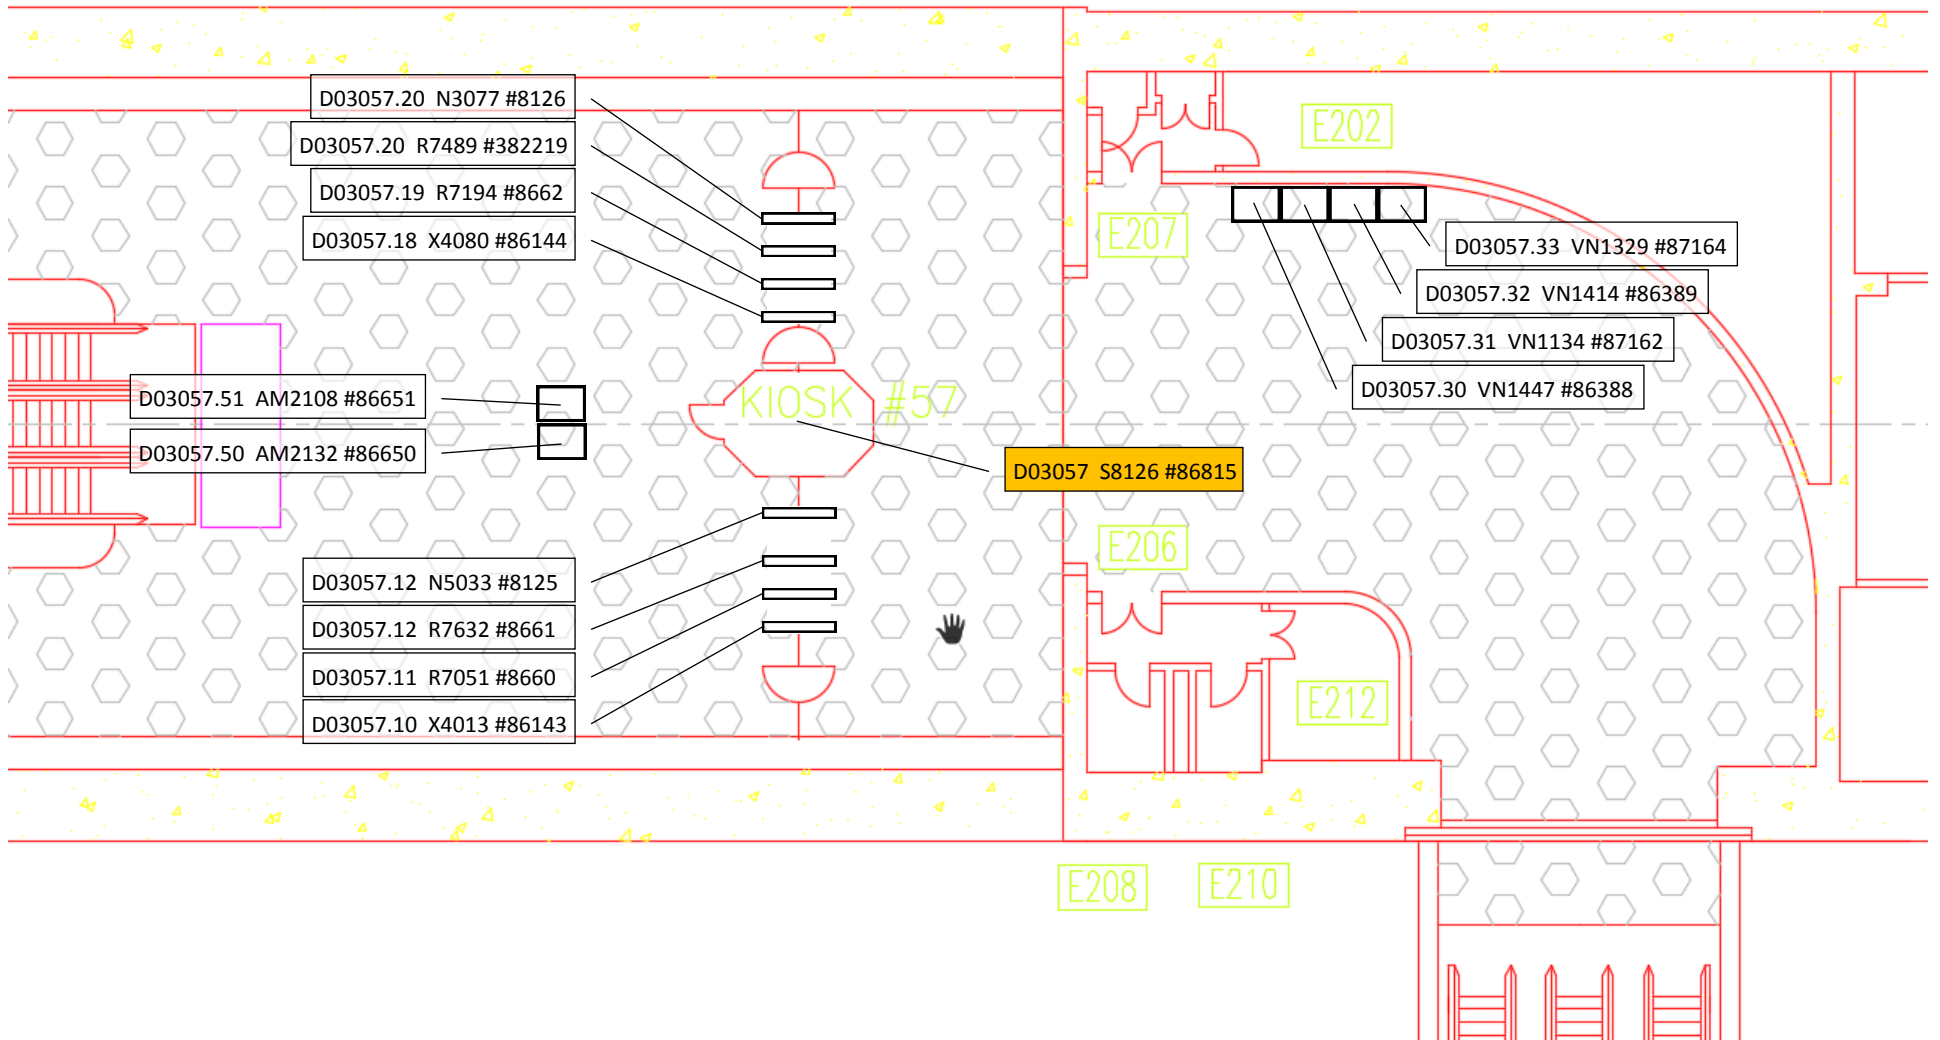 D03057.20 N3077 #8126
D03057.20 R7489 #382219
D03057.19 R7194 #8662
D03057.18 X4080 #86144
E202
E207
D03057.33 VN1329 #87164
D03057.32 VN1414 #86389
D03057.31 VN1134 #87162
D03057.30 VN1447 #86388
D03057.51 AM2108 #86651
KIOSK #57
D03057.50 AM2132 #86650
D03057 S8126 #86815
E206
D03057.12 N5033 #8125
D03057.12 R7632 #8661
D03057.11 R7051 #8660
D03057.10 X4013 #86143
E212
E208
E210